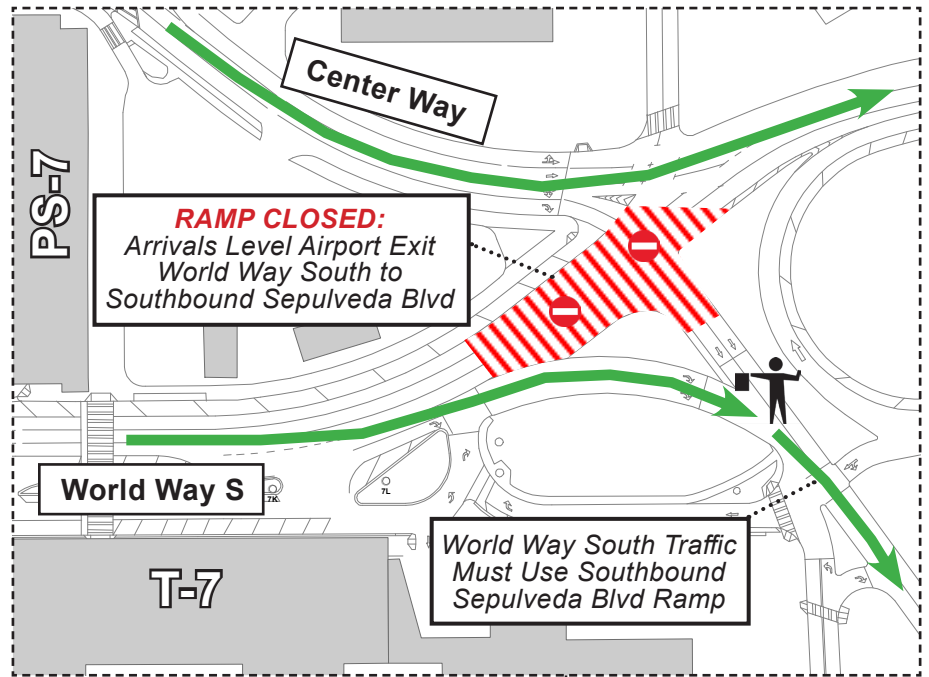 Center Way
PS-7
RAMP CLOSED:
Arrivals Level Airport Exit
World Way South to
Southbound Sepulveda Blvd
World Way S
7K
7L
World Way South Traffic
Must Use Southbound
Sepulveda Blvd Ramp
T-7